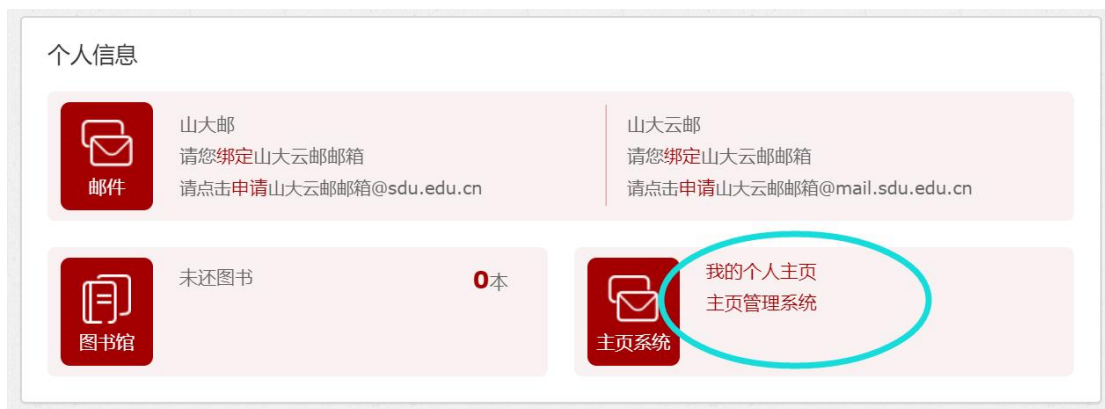 个人信息
邮件
山大邮
请您绑定山大云邮邮箱
请点击申请山大云邮邮箱@sdu.edu.cn
山大云邮
请您绑定山大云邮邮箱
请点击申请山大云邮邮箱@mail.sdu.edu.cn
图书馆
未还图书 0本
主页系统
我的个人主页
主页管理系统